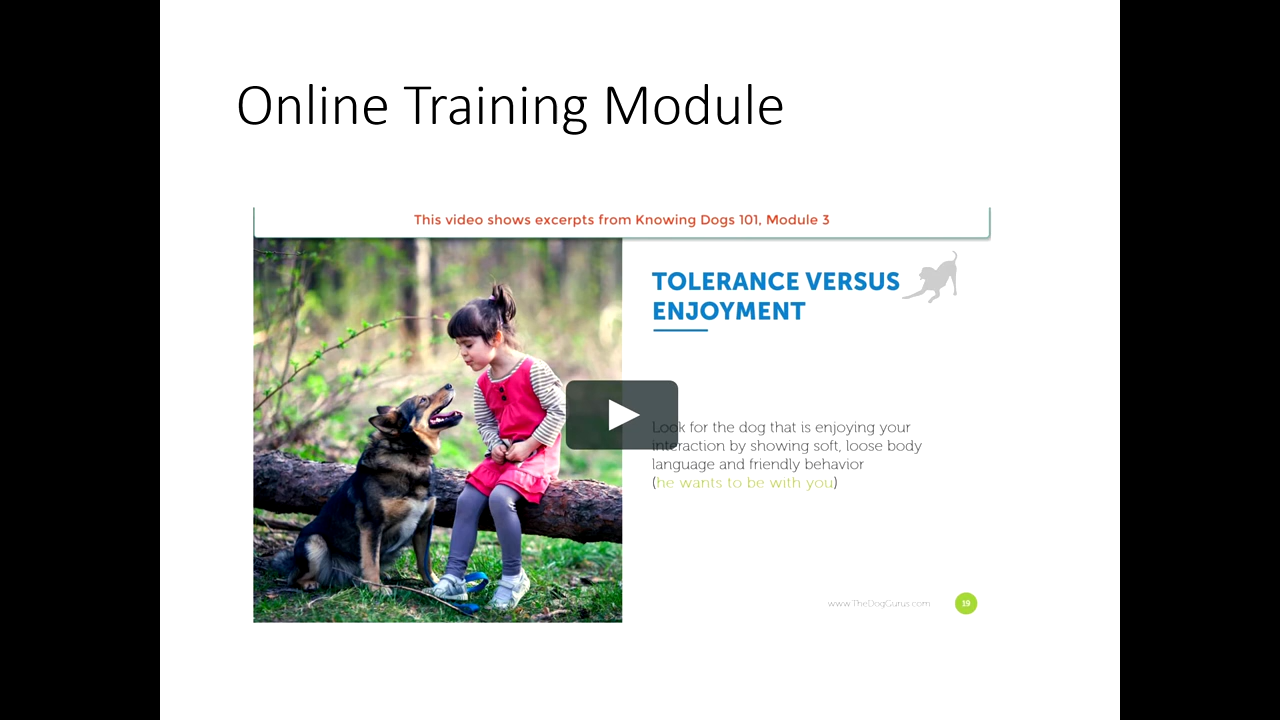 Online Training Module
This video shows excerpts from Knowing Dogs 101, Module 3
TOLERANCE VERSUS
ENJOYMENT
Look for the dog that is enjoying your
interaction by showing soft, loose body
language and friendly behavior
(he wants to be with you)
www.TheDogGurus.com
19